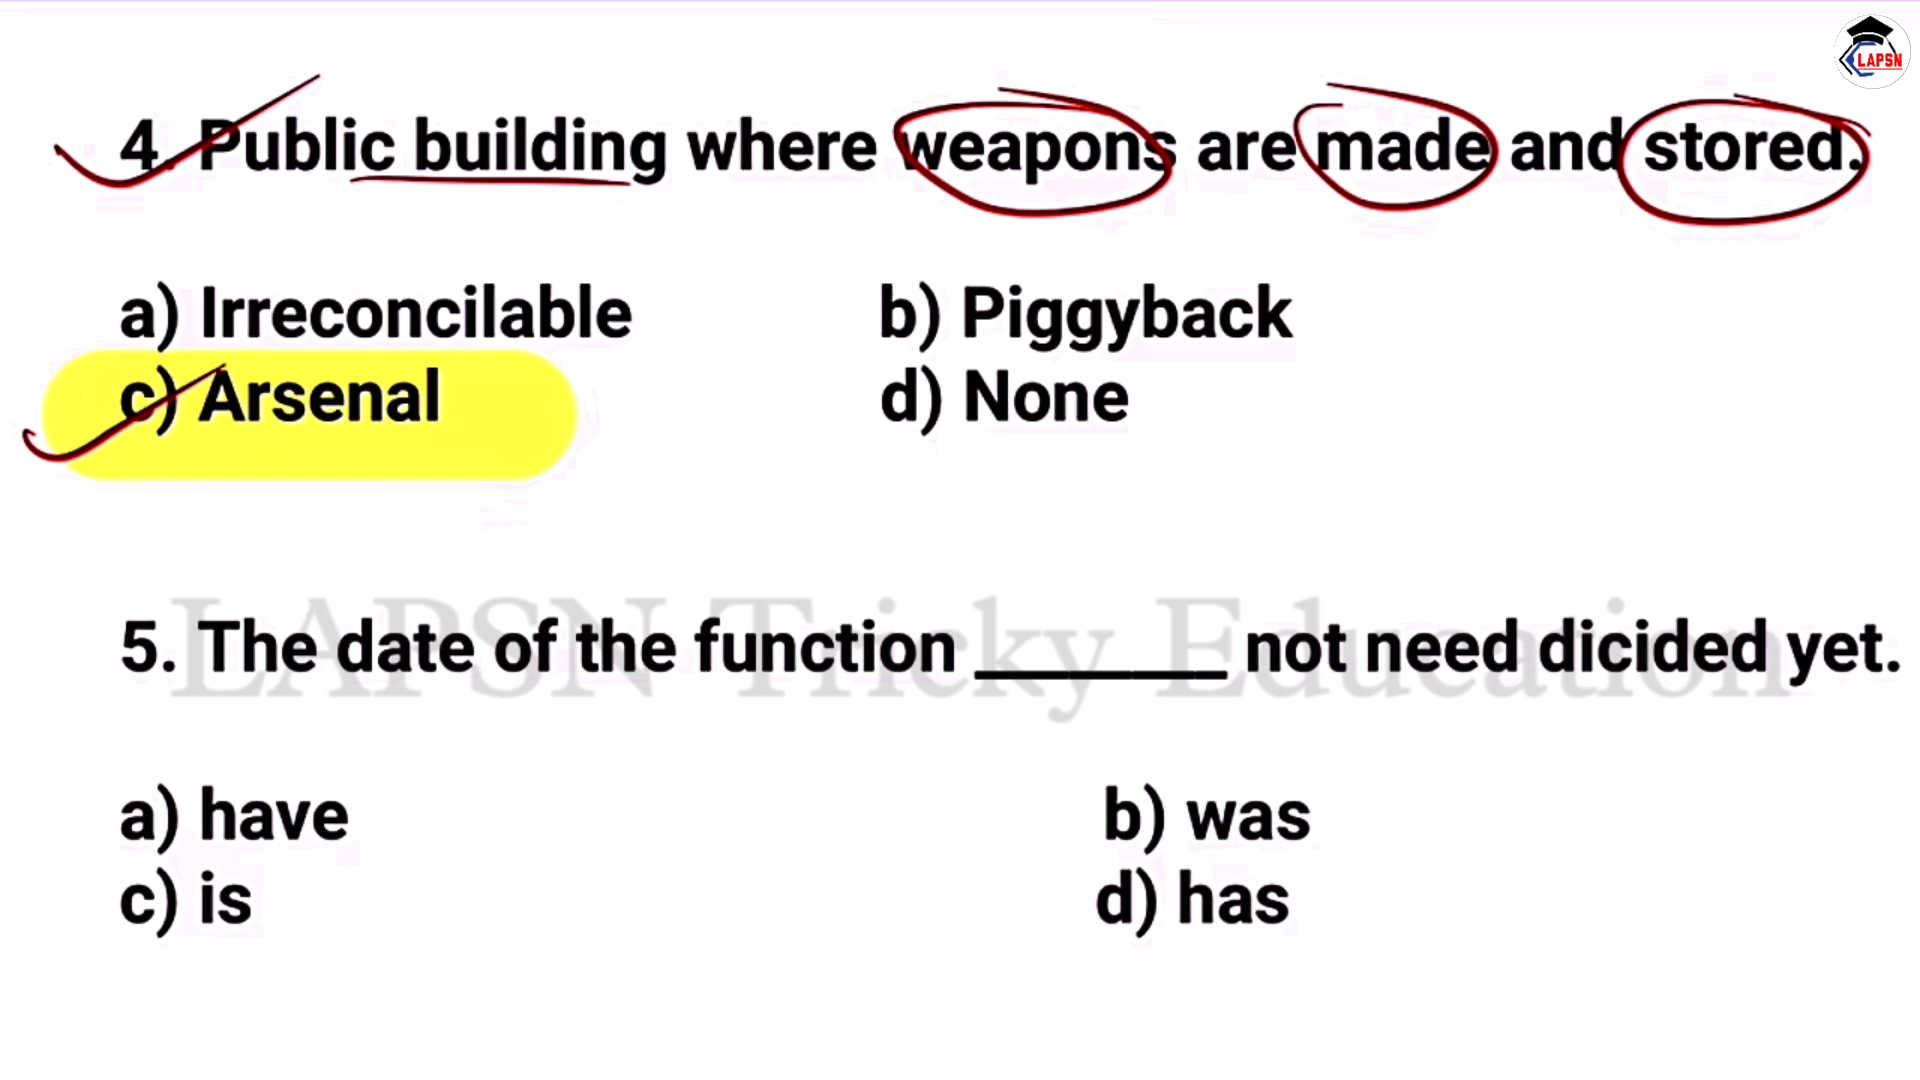 LAPSN
4. Public building where weapons are made and stored.
a) Irreconcilable b) Piggyback
c) Arsenal d) None
LAPSN Tricky Education
5. The date of the function ________ not need dicided yet.
a) have b) was
c) is d) has